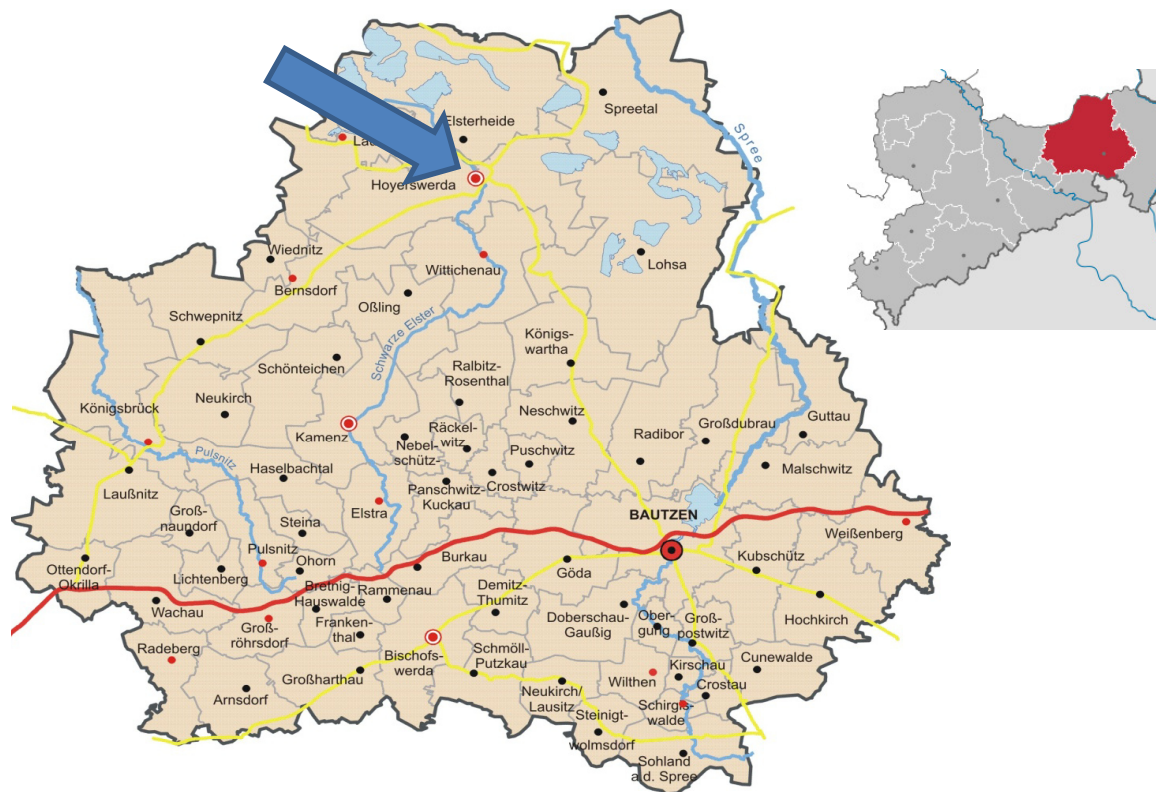 Spreetal
Elsterheide
Spree
Hoyerswerda
Wiednitz
Wittichenau
Lohsa
Bernsdorf
Oßling
Schwepnitz
Schwarze Elster
Königs-
wartha
Schönteichen
Ralbitz-
Rosenthal
Königsbrück
Neukirch
Neschwitz
Großdubrau
Guttau
Kamenz
Räckel-
witz
Nebel-
schütz-
Radibor
Puschwitz
Pulsnitz
Haselbachtal
Malschwitz
Laußnitz
Crostwitz
Panschwitz-
Kuckau
Groß-
naundorf
Steina
Elstra
BAUTZEN
Weißenberg
Pulsnitz
Ohorn
Burkau
Kubschütz
Ottendorf-
Okrilla
Lichtenberg
Göda
Bretnig-
Hauswalde
Rammenau
Demitz-
Thumitz
Wachau
Doberschau-
Gaußig
Ober-
gung
Groß-
postwitz
Hochkirch
Groß-
röhrsdorf
Franken-
thal
Radeberg
Bischofs-
werda
Schmöll-
Putzkau
Kirschau
Cunewalde
Großharthau
Wilthen
Arnsdorf
Neukirch/
Lausitz
Crostau
Schirgis-
walde
Steinigt-
wolmsdorf
Sohland
a.d. Spree